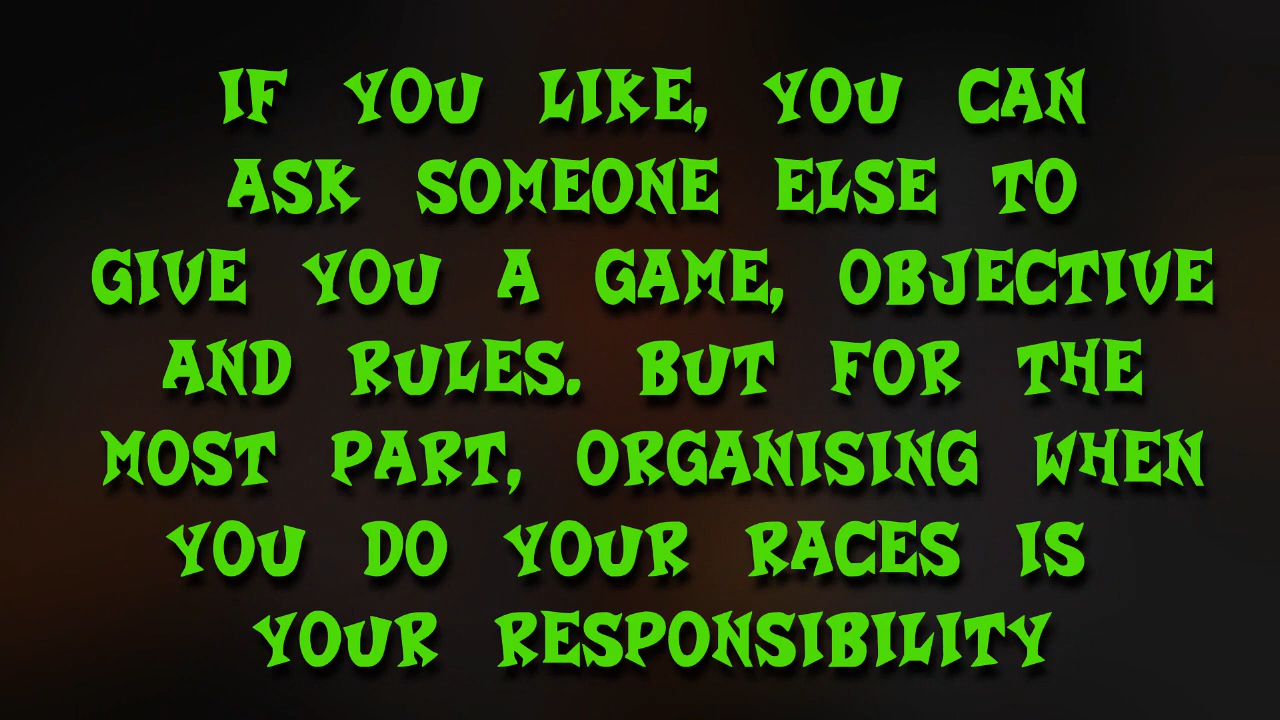 IF YOU LIKE, YOU CAN
ASK SOMEONE ELSE TO
GIVE YOU A GAME, OBJECTIVE
AND RULES. BUT FOR THE
MOST PART, ORGANISING WHEN
YOU DO YOUR RACES IS
YOUR RESPONSIBILITY